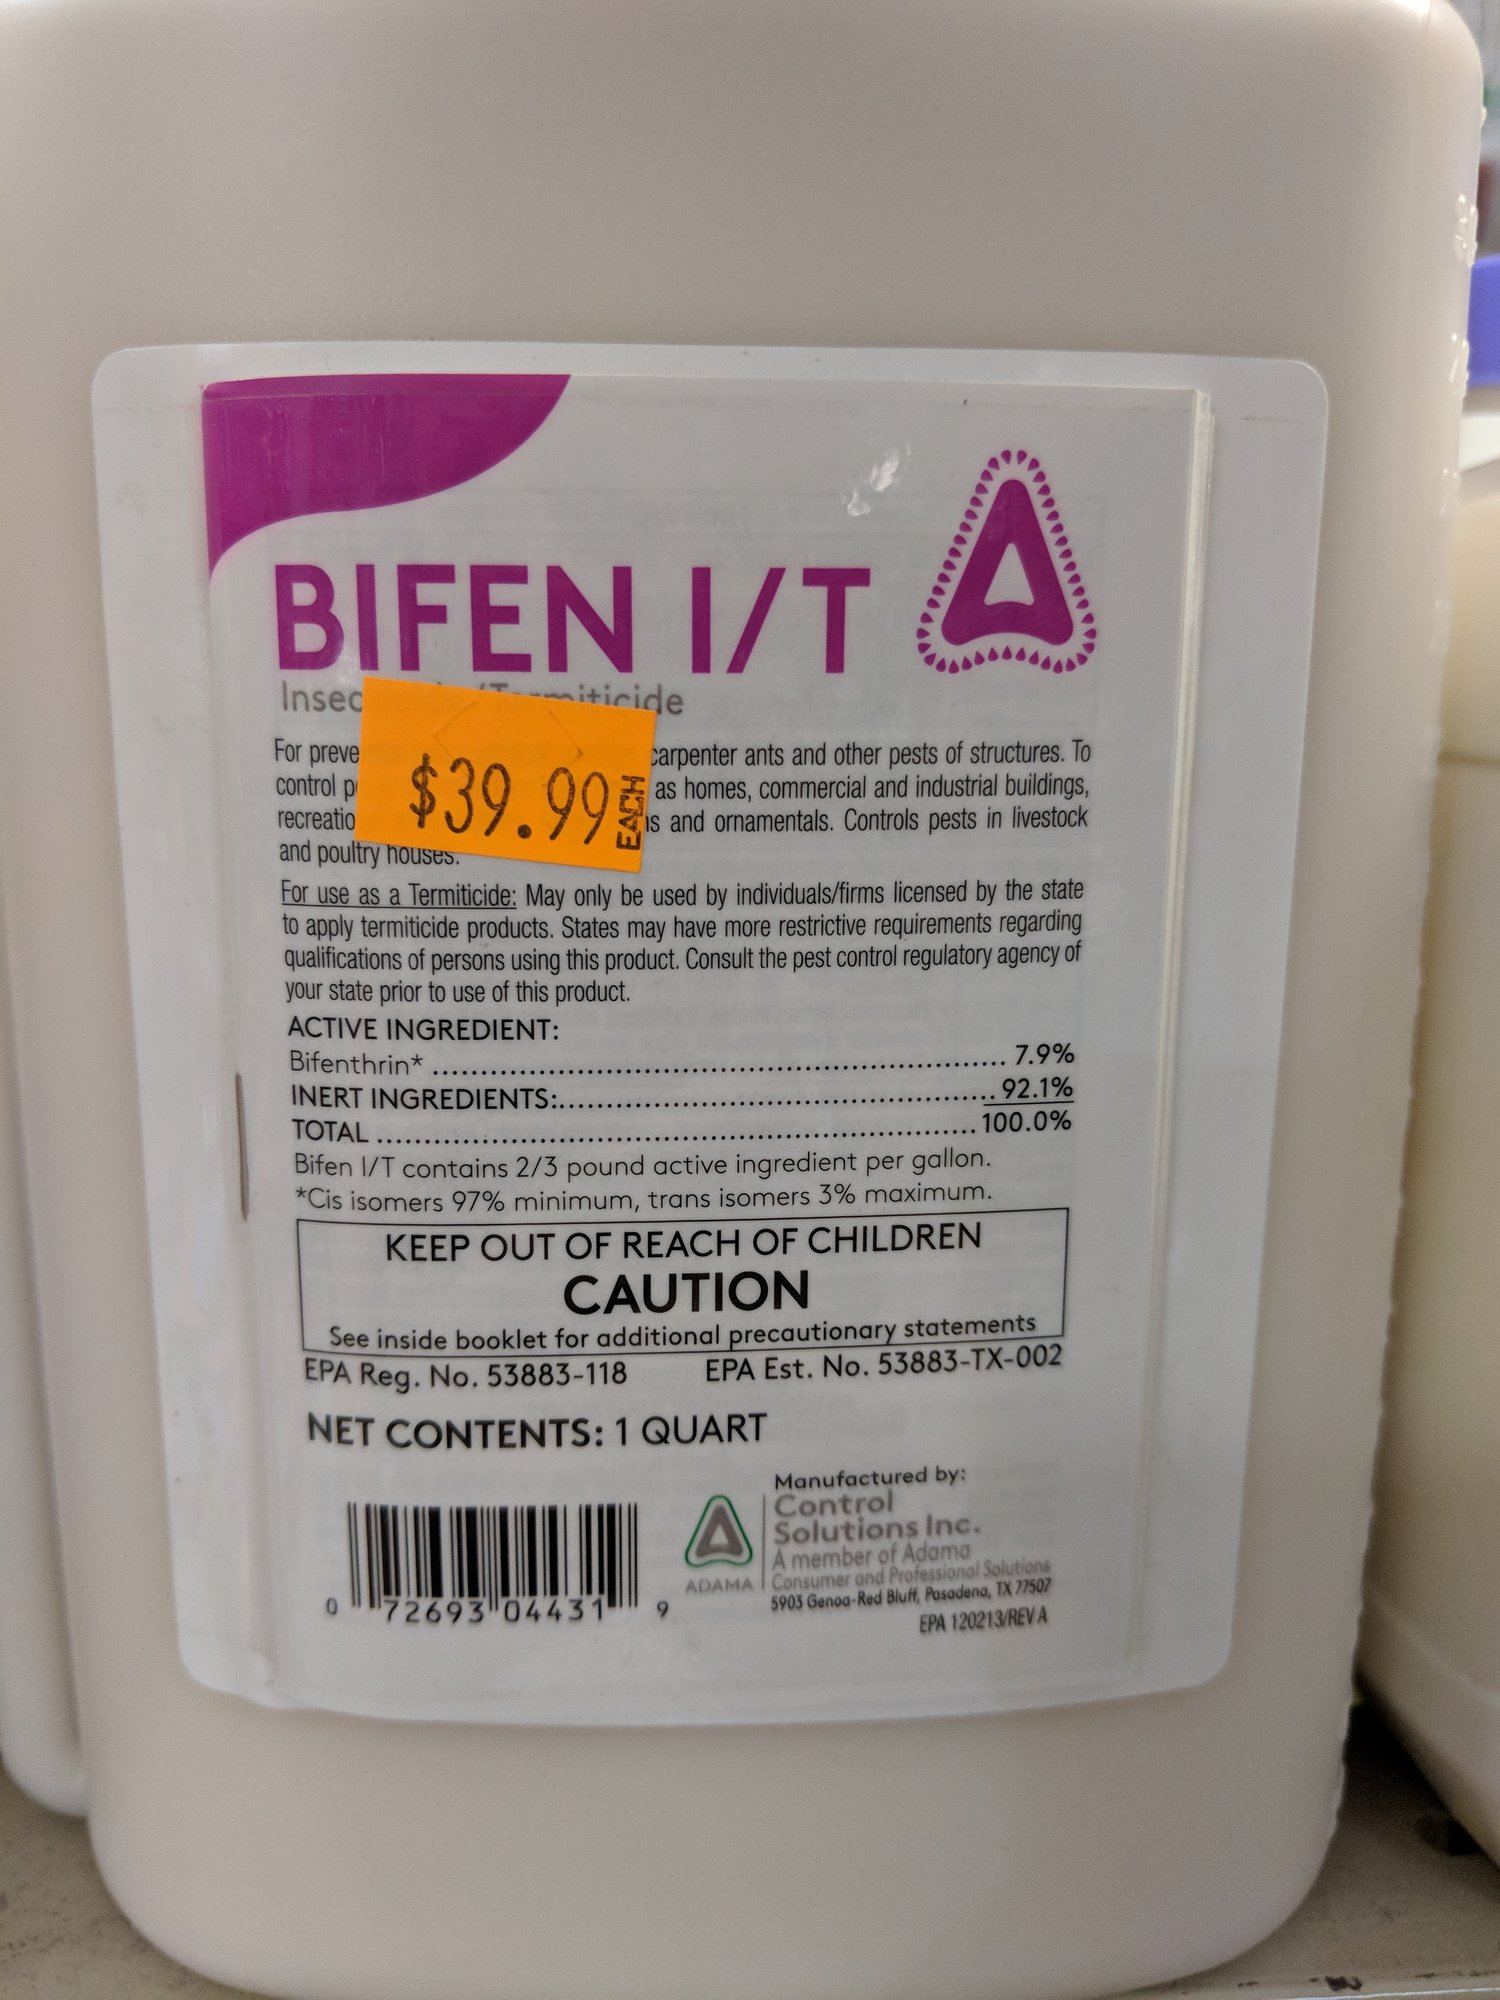 BIFEN I/T
Insec miticide
For preve carpenter ants and other pests of structures. To
$39.99 EACH
control p as homes, commercial and industrial buildings,
recreatio and ornamentals. Controls pests in livestock
and poultry houses.
For use as a Termiticide: May only be used by individuals/firms licensed by the state
to apply termiticide products. States may have more restrictive requirements regarding
qualifications of persons using this product. Consult the pest control regulatory agency of
your state prior to use of this product.
ACTIVE INGREDIENT:
Bifenthrin* ........ 7.9%
INERT INGREDIENTS:........ 92.1%
TOTAL ........ 100.0%
Bifen I/T contains 2/3 pound active ingredient per gallon.
*Cis isomers 97% minimum, trans isomers 3% maximum.
KEEP OUT OF REACH OF CHILDREN
CAUTION
See inside booklet for additional precautionary statements
EPA Reg. No. 53883-118 EPA Est. No. 53883-TX-002
NET CONTENTS: 1 QUART
0 72693 04431 9
ADAMA
Manufactured by:
Control
Solutions Inc.
A member of Adama
Consumer and Professional Solutions
5903 Genoa-Red Bluff, Pasadena, TX 77507
EPA 120213/REV A